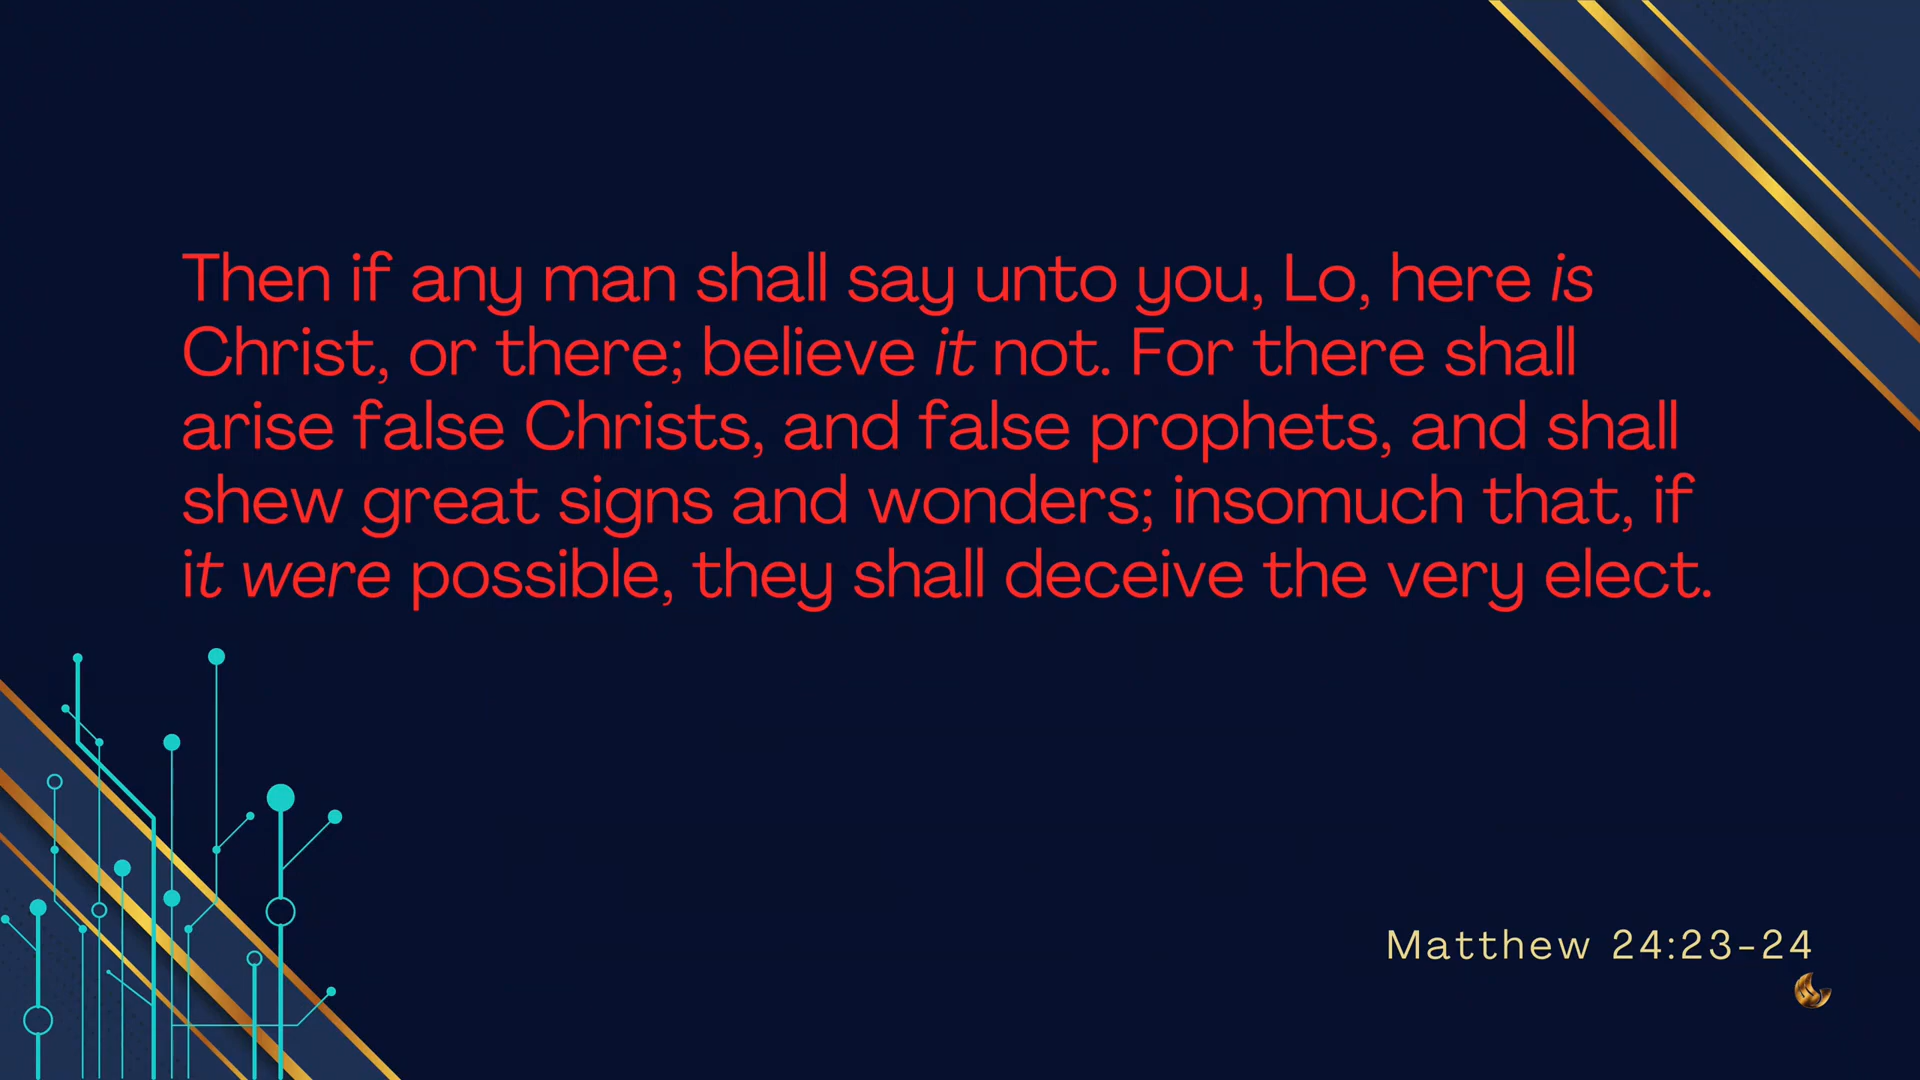 Then if any man shall say unto you, Lo, here is
Christ, or there; believe it not. For there shall
arise false Christs, and false prophets, and shall
shew great signs and wonders; insomuch that, if
it were possible, they shall deceive the very elect.
Matthew 24:23-24